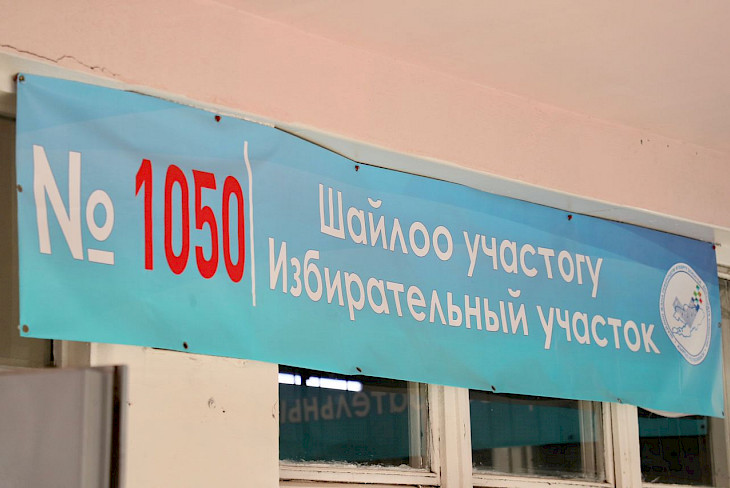 № 1050
Шайлоо участогу
Избирательный участок